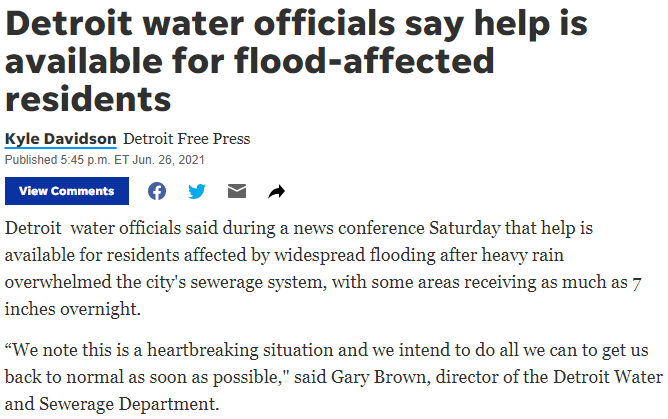 Detroit water officials say help is
available for flood-affected
residents
Kyle Davidson Detroit Free Press
Published 5:45 p.m. ET Jun. 26, 2021
View Comments
Detroit  water officials said during a news conference Saturday that help is
available for residents affected by widespread flooding after heavy rain
overwhelmed the city's sewerage system, with some areas receiving as much as 7
inches overnight.
“We note this is a heartbreaking situation and we intend to do all we can to get us
back to normal as soon as possible," said Gary Brown, director of the Detroit Water
and Sewerage Department.